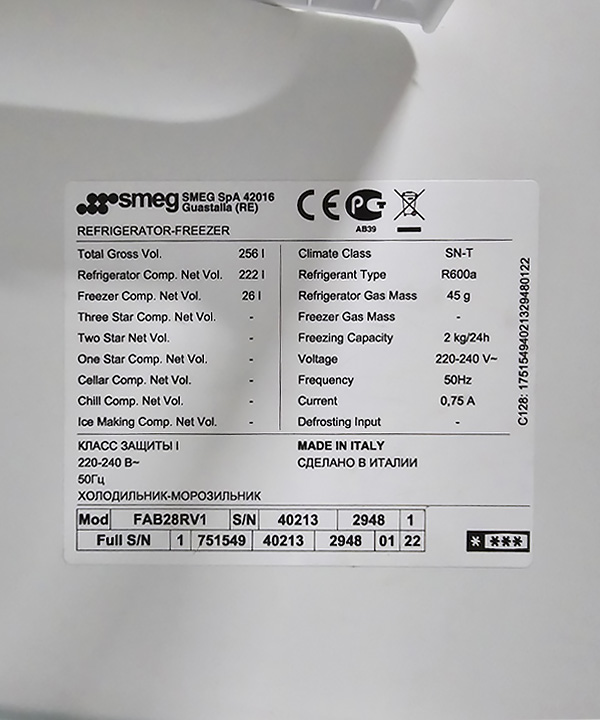 smeg SMEG SpA 42016
Guastalla (RE)
CE PCT
AB39
REFRIGERATOR-FREEZER
Total Gross Vol. 256 l
Refrigerator Comp. Net Vol. 222 l
Freezer Comp. Net Vol. 26 l
Three Star Comp. Net Vol. -
Two Star Net Vol. -
One Star Comp. Net Vol. -
Cellar Comp. Net Vol. -
Chill Comp. Net Vol. -
Ice Making Comp. Net Vol. -
Climate Class SN-T
Refrigerant Type R600a
Refrigerator Gas Mass 45 g
Freezer Gas Mass -
Freezing Capacity 2 kg/24h
Voltage 220-240 V~
Frequency 50Hz
Current 0,75 A
Defrosting Input -
C128: 1751549402132948​0122
КЛАСС ЗАЩИТЫ I
220-240 В~
50Гц
ХОЛОДИЛЬНИК-МОРОЗИЛЬНИК
MADE IN ITALY
СДЕЛАНО В ИТАЛИИ
Mod FAB28RV1 S/N 40213 2948 1
Full S/N 1 751549 40213 2948 01 22
* ***